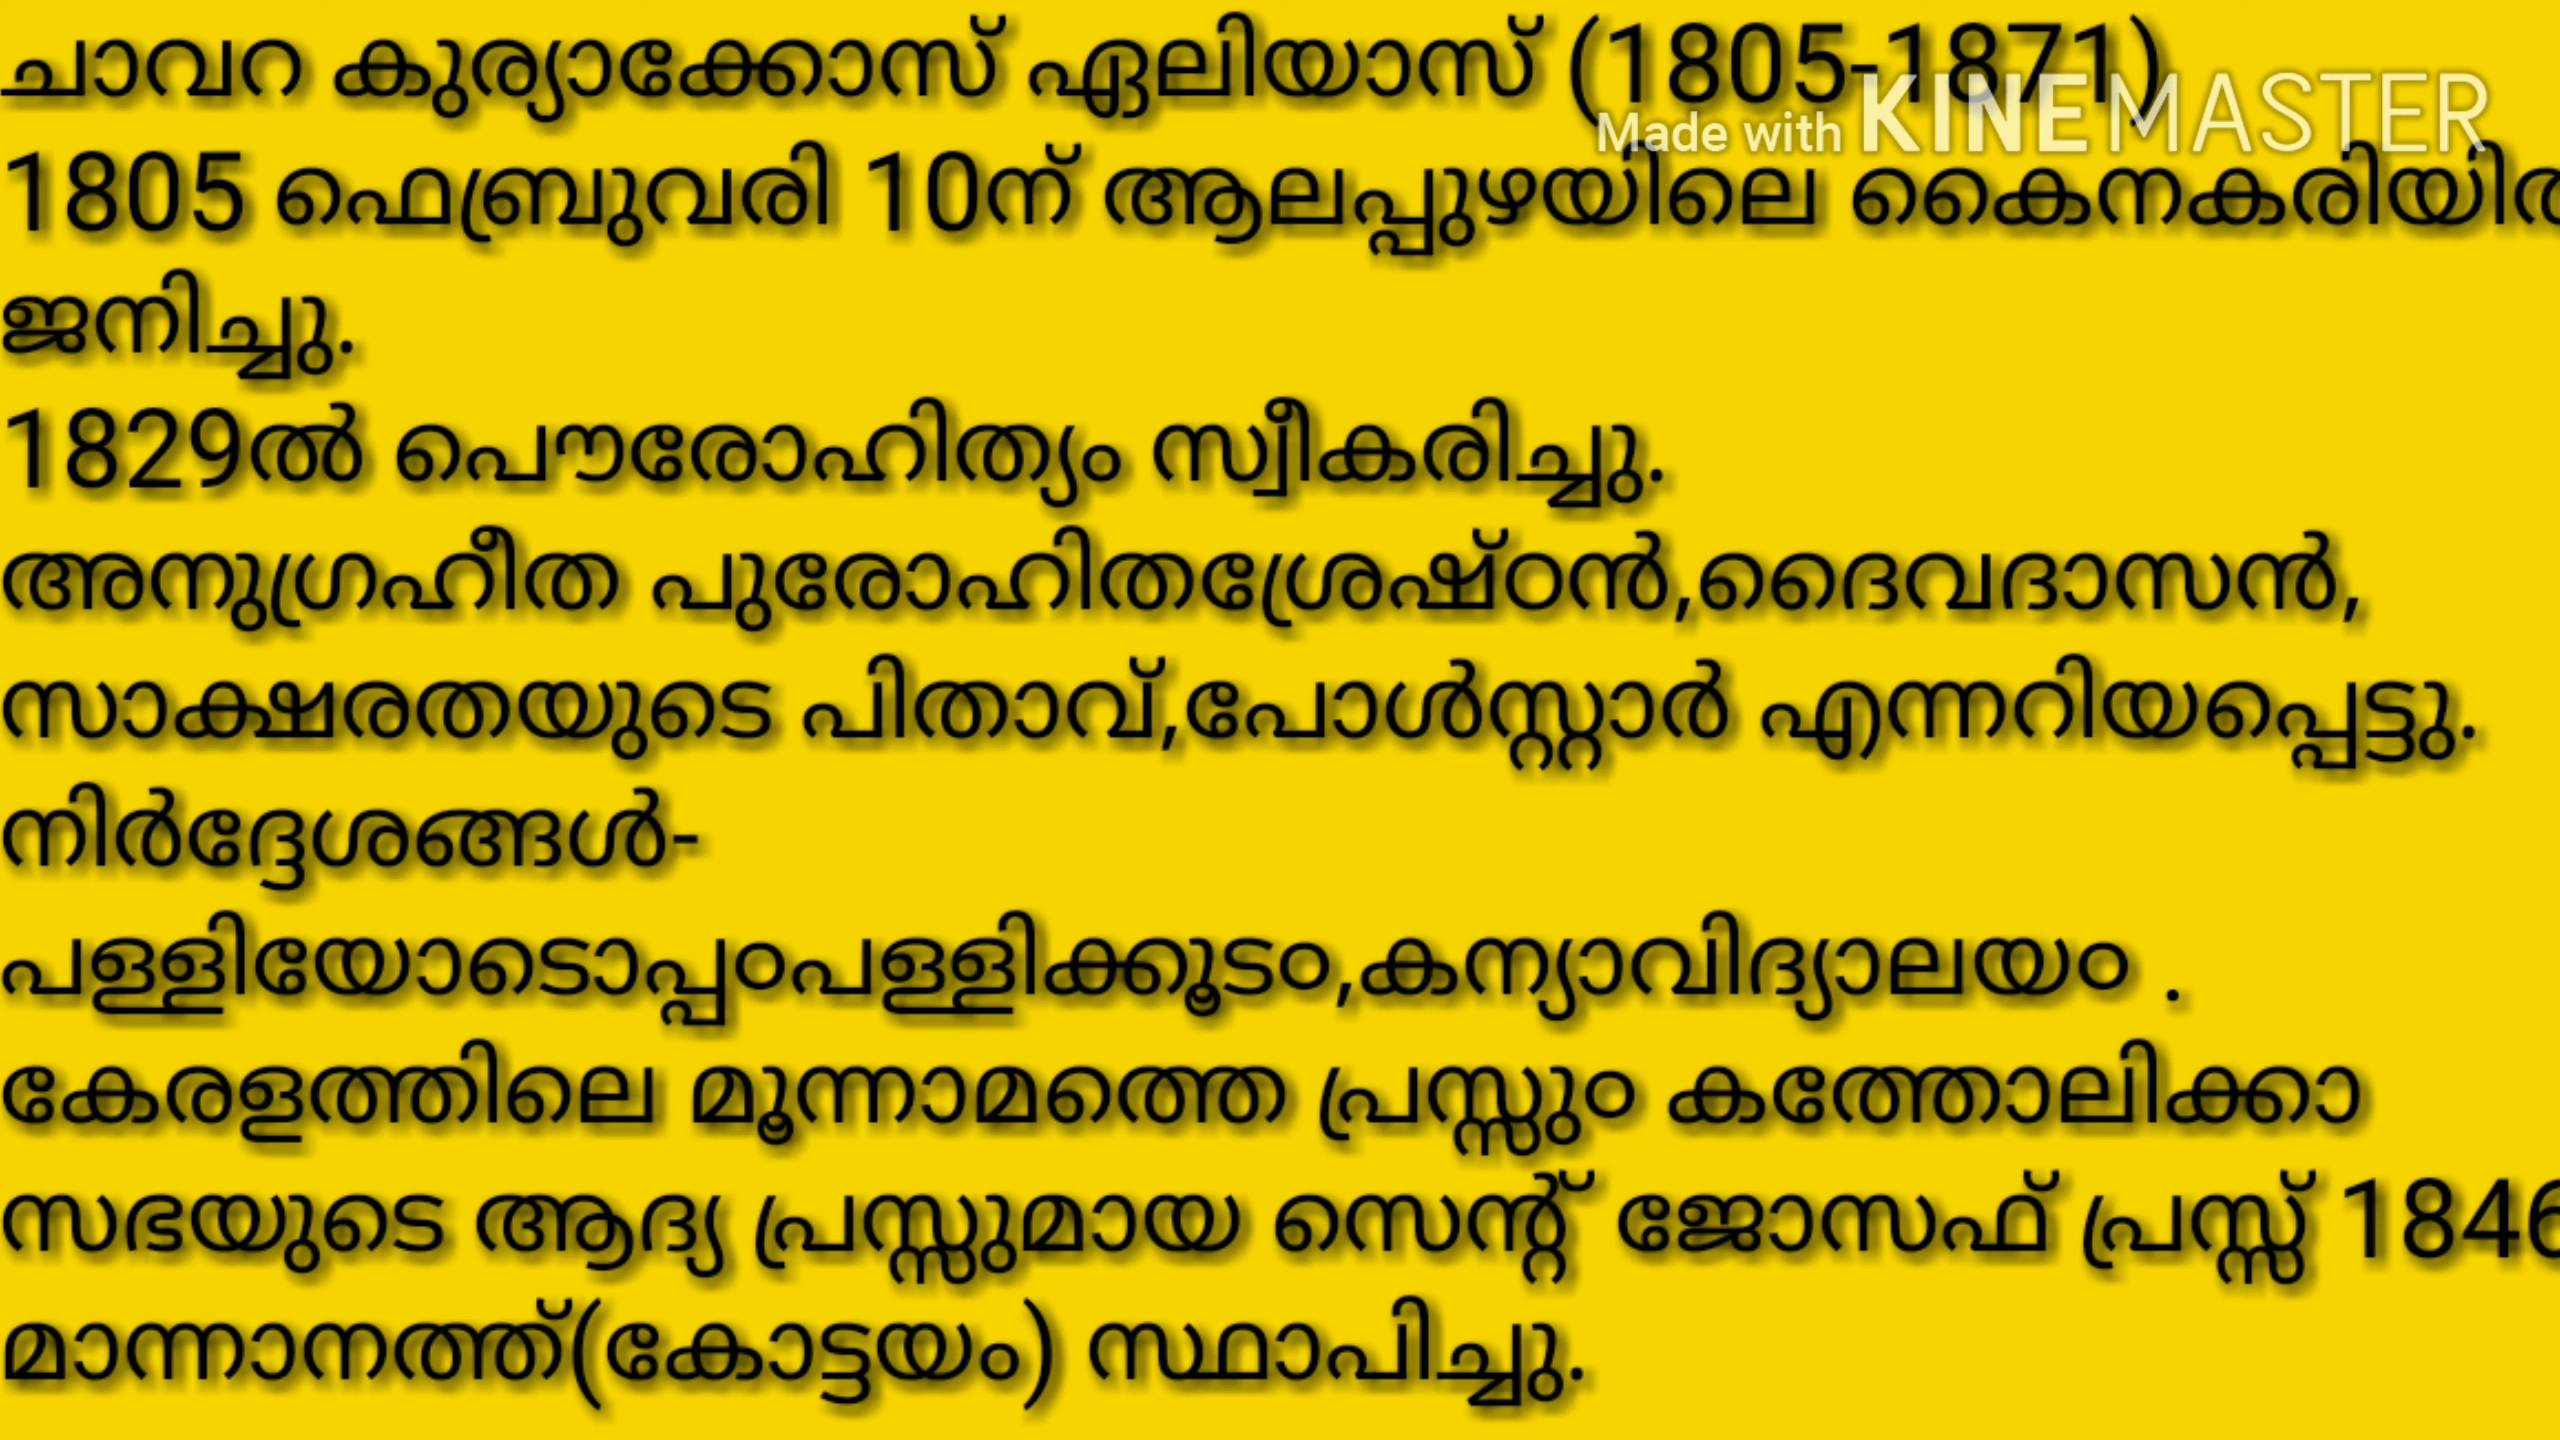 ചാവറ കുര്യാക്കോസ് ഏലിയാസ് (1805-1871)
Made with KINEMASTER
1805 ഫെബ്രുവരി 10ന് ആലപ്പുഴയിലെ
ജനിച്ചു.
1829ൽ പൌരോഹിത്യം സ്വീകരിച്ചു.
അനുഗ്രഹീത പുരോഹിതശ്രേഷ്ഠൻ,ദൈവദാസൻ,
സാക്ഷരതയുടെ പിതാവ്,പോൾസ്റ്റാർ എന്നറിയപ്പെട്ടു.
നിർദ്ദേശങ്ങൾ-
പള്ളിയോടൊപ്പംപള്ളിക്കൂടം,കന്യാവിദ്യാലയം .
കേരളത്തിലെ മൂന്നാമത്തെ പ്രസ്സും കത്തോലിക്കാ
സഭയുടെ ആദ്യ പ്രസ്സുമായ സെന്റ് ജോസഫ് പ്രസ്സ് 1846
മാന്നാനത്ത്(കോട്ടയം) സ്ഥാപിച്ചു.